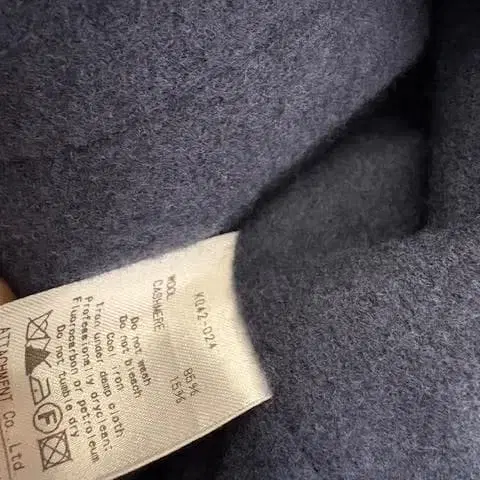 KO42-024
WOOL 85%
CASHMERE 15%
Do not wash
Do not bleach
Cool iron
Iron under damp cloth
Professionally dryclean;
Fluorocarbon or petroleum
Do not tumble dry
F
ATTACHMENT Co., Ltd